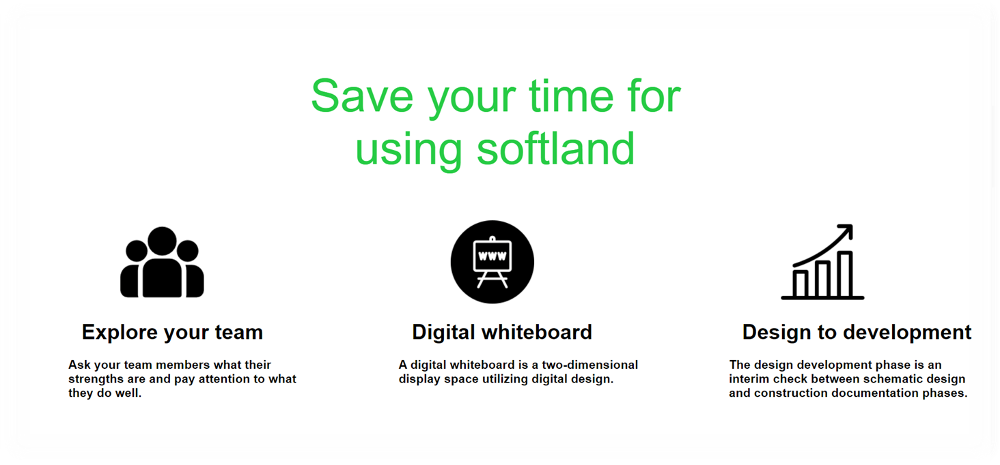 Save your time for
using softland
www
Explore your team
Ask your team members what their
strengths are and pay attention to what
they do well.
Digital whiteboard
A digital whiteboard is a two-dimensional
display space utilizing digital design.
Design to development
The design development phase is an
interim check between schematic design
and construction documentation phases.